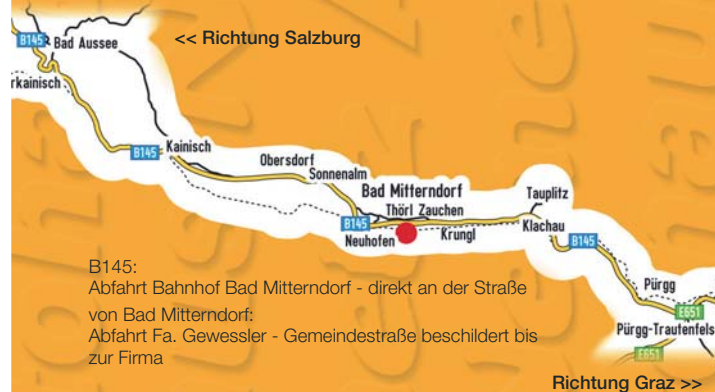 << Richtung Salzburg
B145
Bad Aussee
rkainisch
B145
Kainisch
Obersdorf
Sonnenalm
Bad Mitterndorf
Thörl Zauchen
Tauplitz
B145
Neuhofen
Krungl
Klachau
B145
Pürgg
E651
Pürgg-Trautenfels
E651
B145:
Abfahrt Bahnhof Bad Mitterndorf - direkt an der Straße
von Bad Mitterndorf:
Abfahrt Fa. Gewessler - Gemeindestraße beschildert bis
zur Firma
Richtung Graz >>